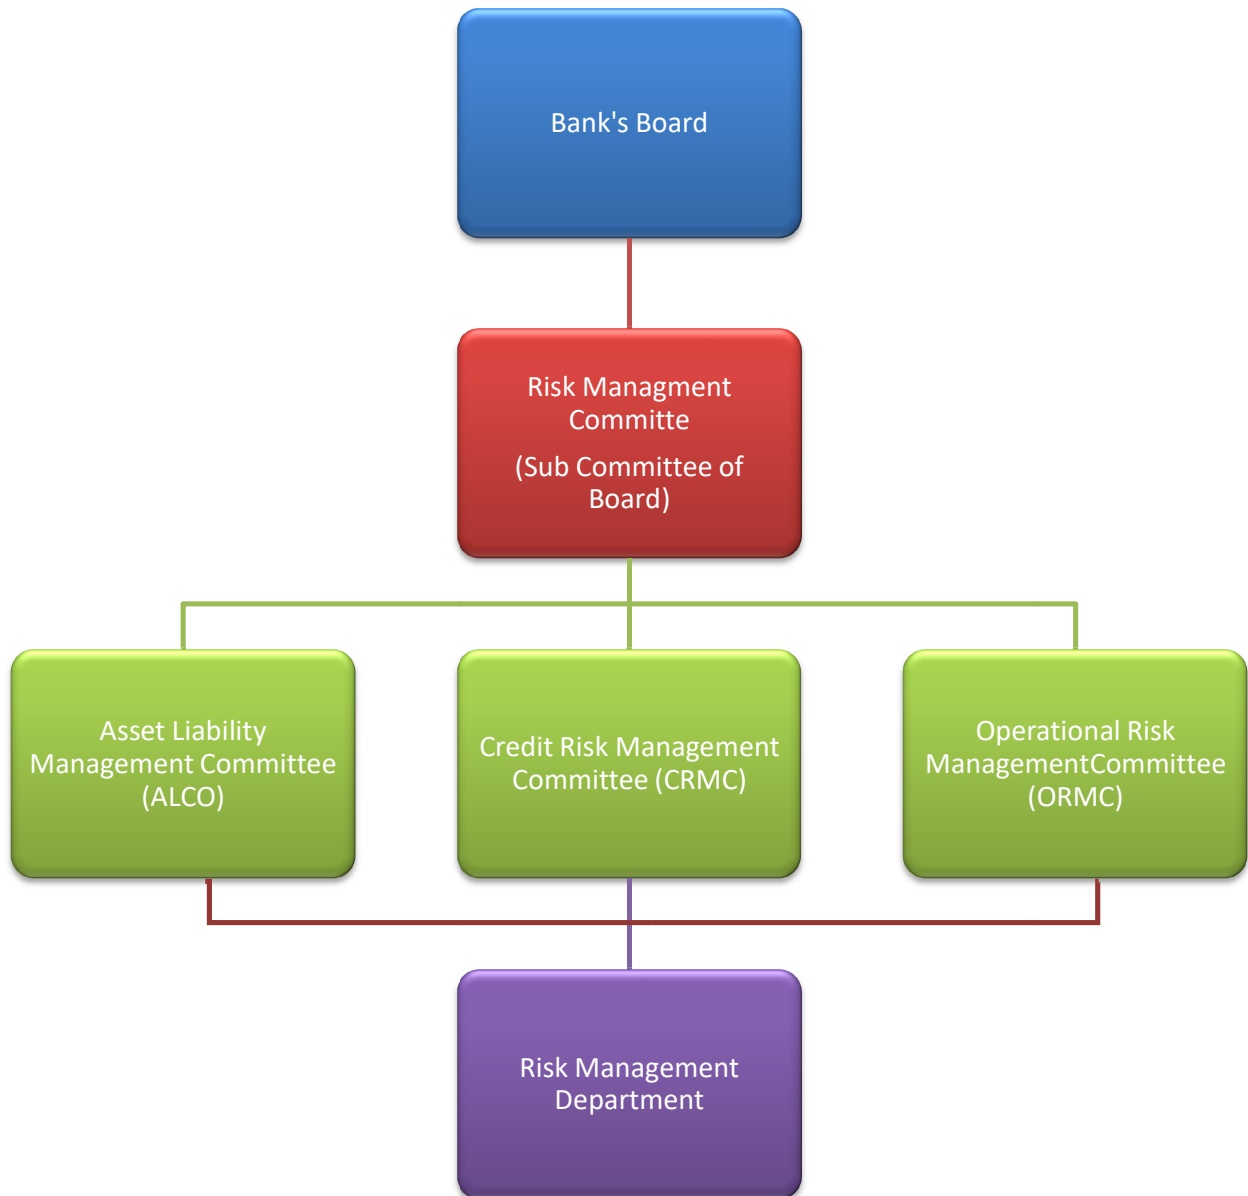 Bank's Board
Risk Managment
Committe
(Sub Committee of
Board)
Asset Liability
Management Committee
(ALCO)
Credit Risk Management
Committee (CRMC)
Operational Risk
ManagementCommittee
(ORMC)
Risk Management
Department